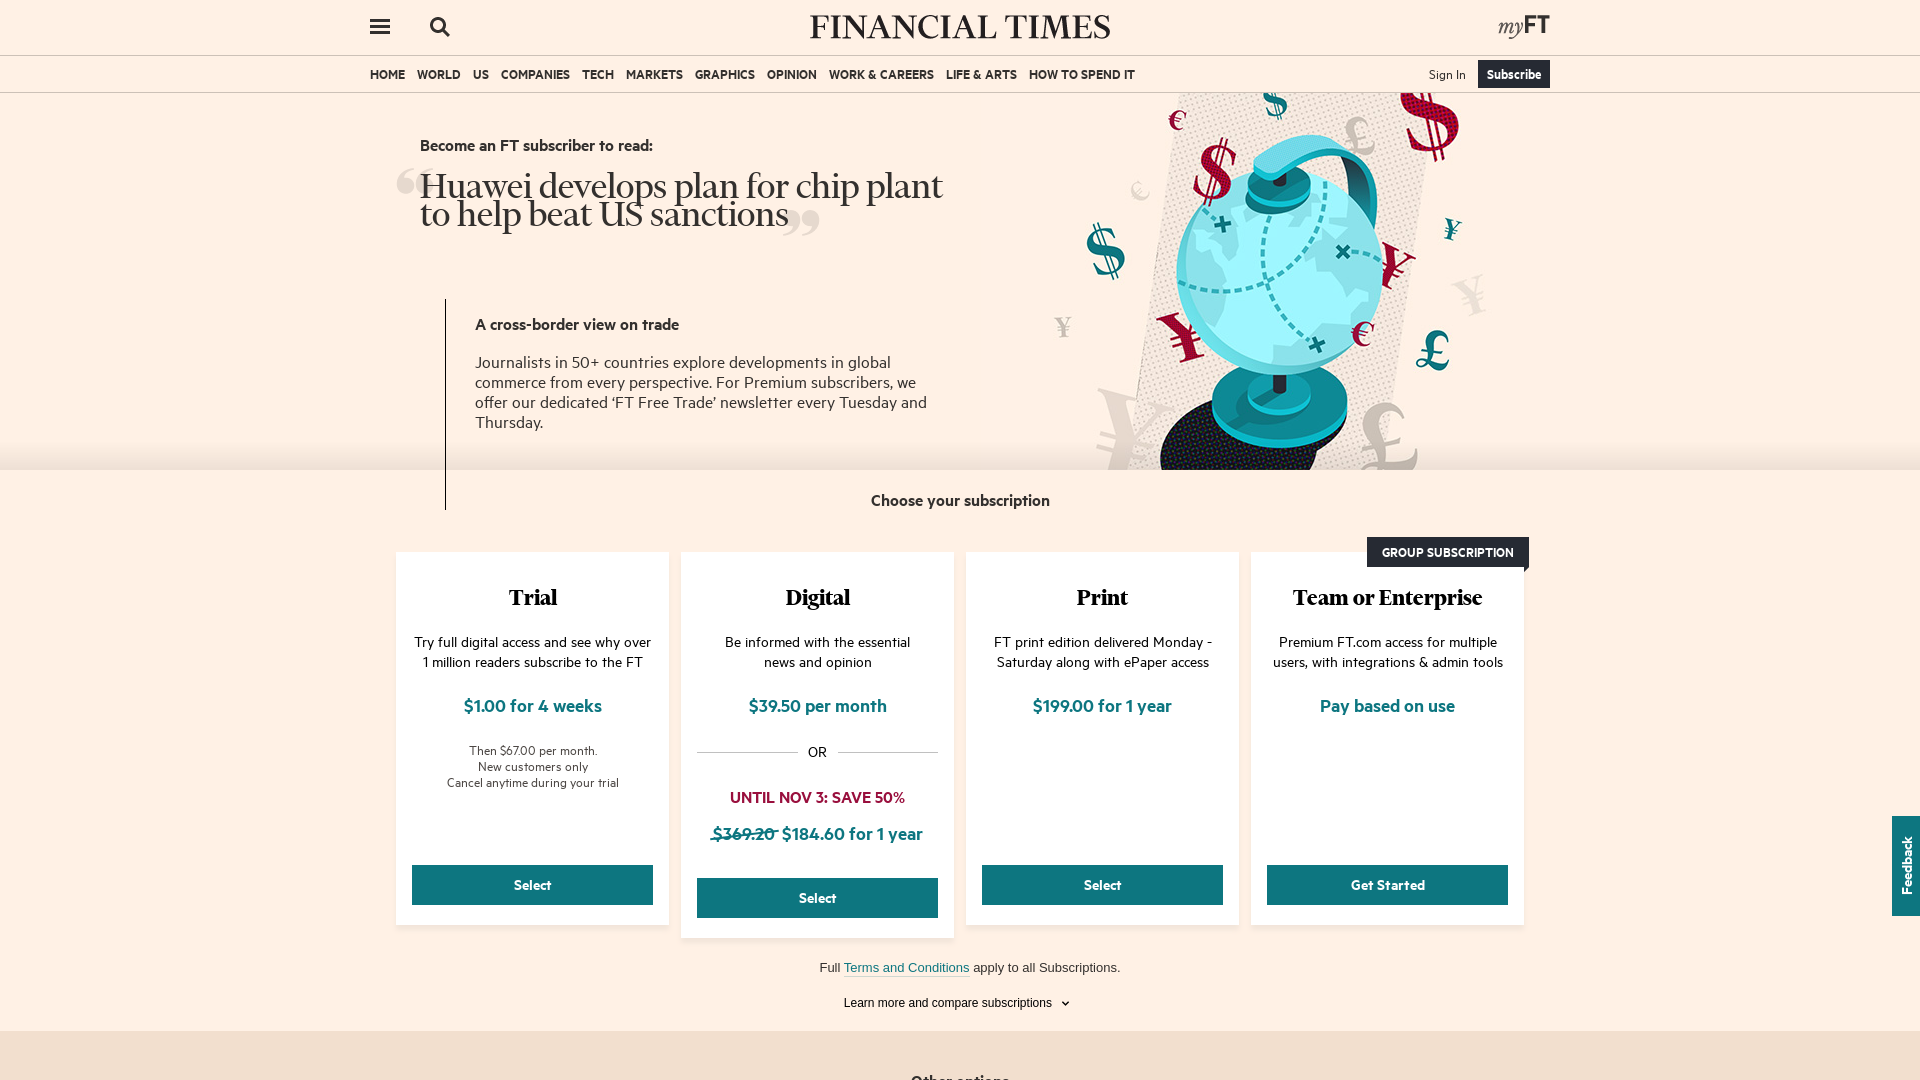 FINANCIAL TIMES
myFT
HOME WORLD US COMPANIES TECH MARKETS GRAPHICS OPINION WORK & CAREERS LIFE & ARTS HOW TO SPEND IT
Sign In Subscribe
Become an FT subscriber to read:
“Huawei develops plan for chip plant
to help beat US sanctions”
A cross-border view on trade
Journalists in 50+ countries explore developments in global
commerce from every perspective. For Premium subscribers, we
offer our dedicated ‘FT Free Trade’ newsletter every Tuesday and
Thursday.
Choose your subscription
Trial
Try full digital access and see why over
1 million readers subscribe to the FT
$1.00 for 4 weeks
Then $67.00 per month.
New customers only
Cancel anytime during your trial
Select
Digital
Be informed with the essential
news and opinion
$39.50 per month
OR
UNTIL NOV 3: SAVE 50%
$369.20 $184.60 for 1 year
Select
Print
FT print edition delivered Monday -
Saturday along with ePaper access
$199.00 for 1 year
Select
GROUP SUBSCRIPTION
Team or Enterprise
Premium FT.com access for multiple
users, with integrations & admin tools
Pay based on use
Get Started
Feedback
Full Terms and Conditions apply to all Subscriptions.
Learn more and compare subscriptions
Other options